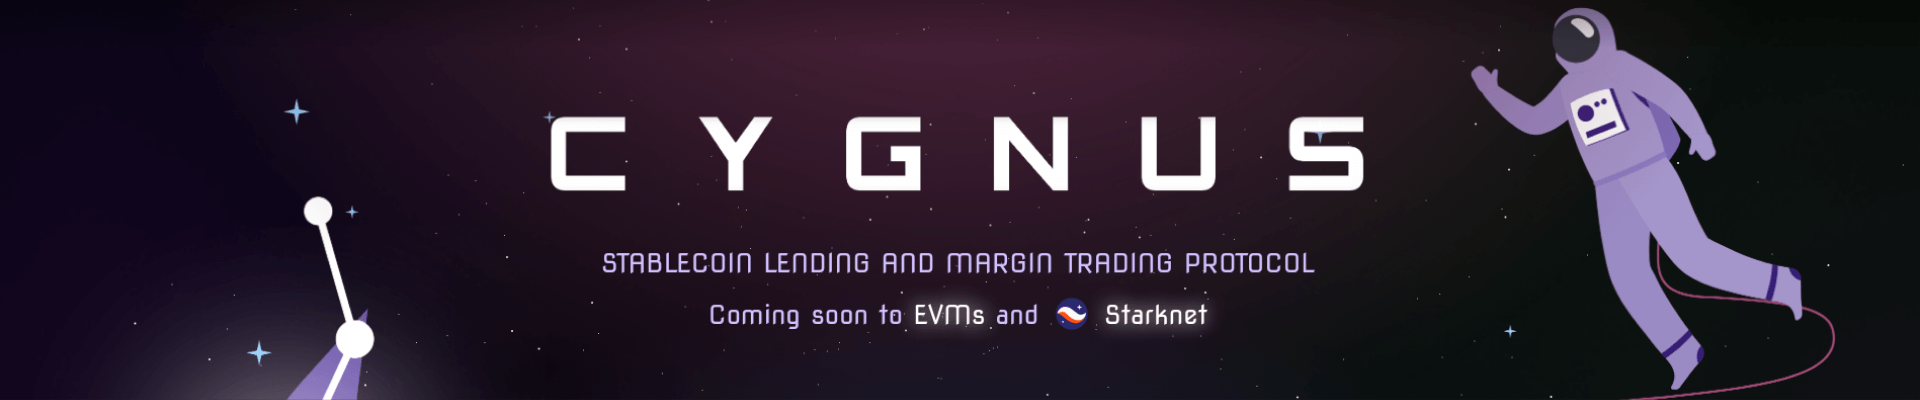 CYGNUS
STABLECOIN LENDING AND MARGIN TRADING PROTOCOL
Coming soon to EVMs and Starknet